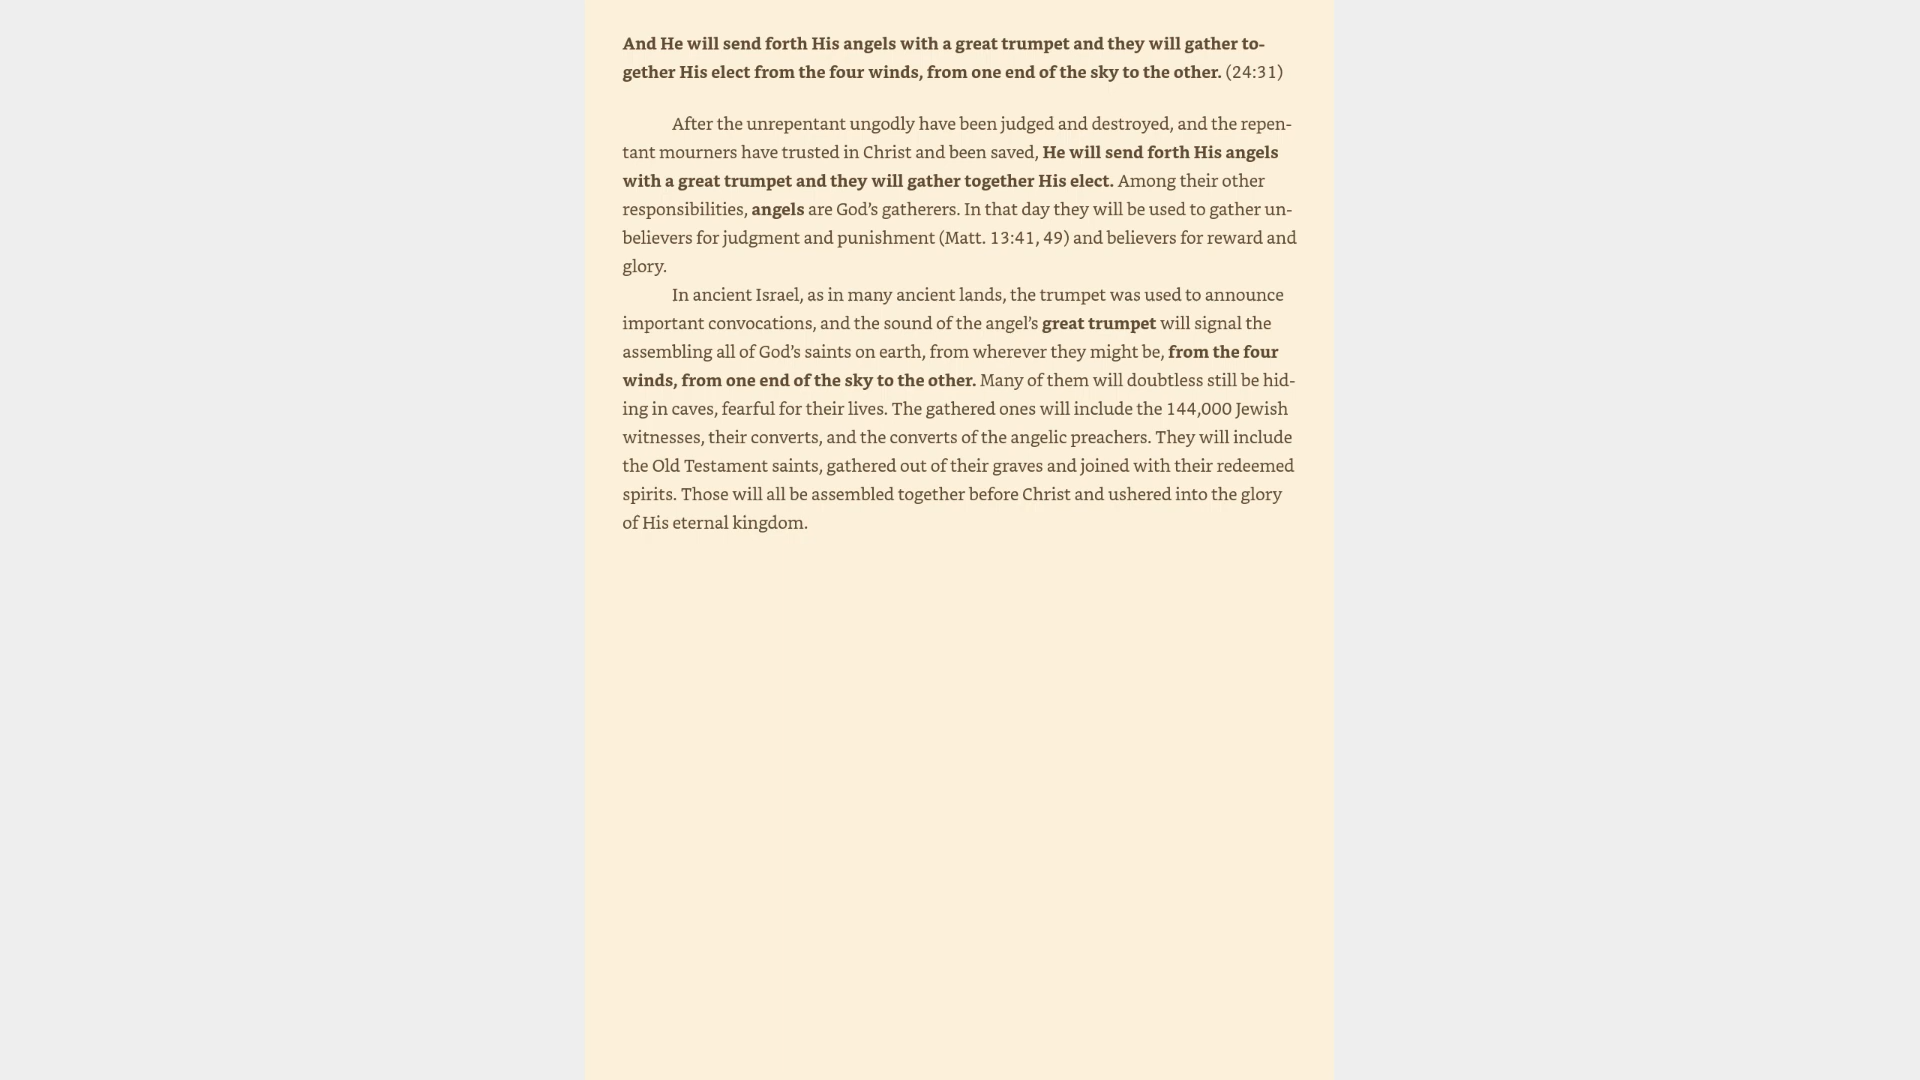 And He will send forth His angels with a great trumpet and they will gather to-
gether His elect from the four winds, from one end of the sky to the other. (24:31)
After the unrepentant ungodly have been judged and destroyed, and the repen-
tant mourners have trusted in Christ and been saved, He will send forth His angels
with a great trumpet and they will gather together His elect. Among their other
responsibilities, angels are God’s gatherers. In that day they will be used to gather un-
believers for judgment and punishment (Matt. 13:41, 49) and believers for reward and
glory.
In ancient Israel, as in many ancient lands, the trumpet was used to announce
important convocations, and the sound of the angel’s great trumpet will signal the
assembling all of God’s saints on earth, from wherever they might be, from the four
winds, from one end of the sky to the other. Many of them will doubtless still be hid-
ing in caves, fearful for their lives. The gathered ones will include the 144,000 Jewish
witnesses, their converts, and the converts of the angelic preachers. They will include
the Old Testament saints, gathered out of their graves and joined with their redeemed
spirits. Those will all be assembled together before Christ and ushered into the glory
of His eternal kingdom.